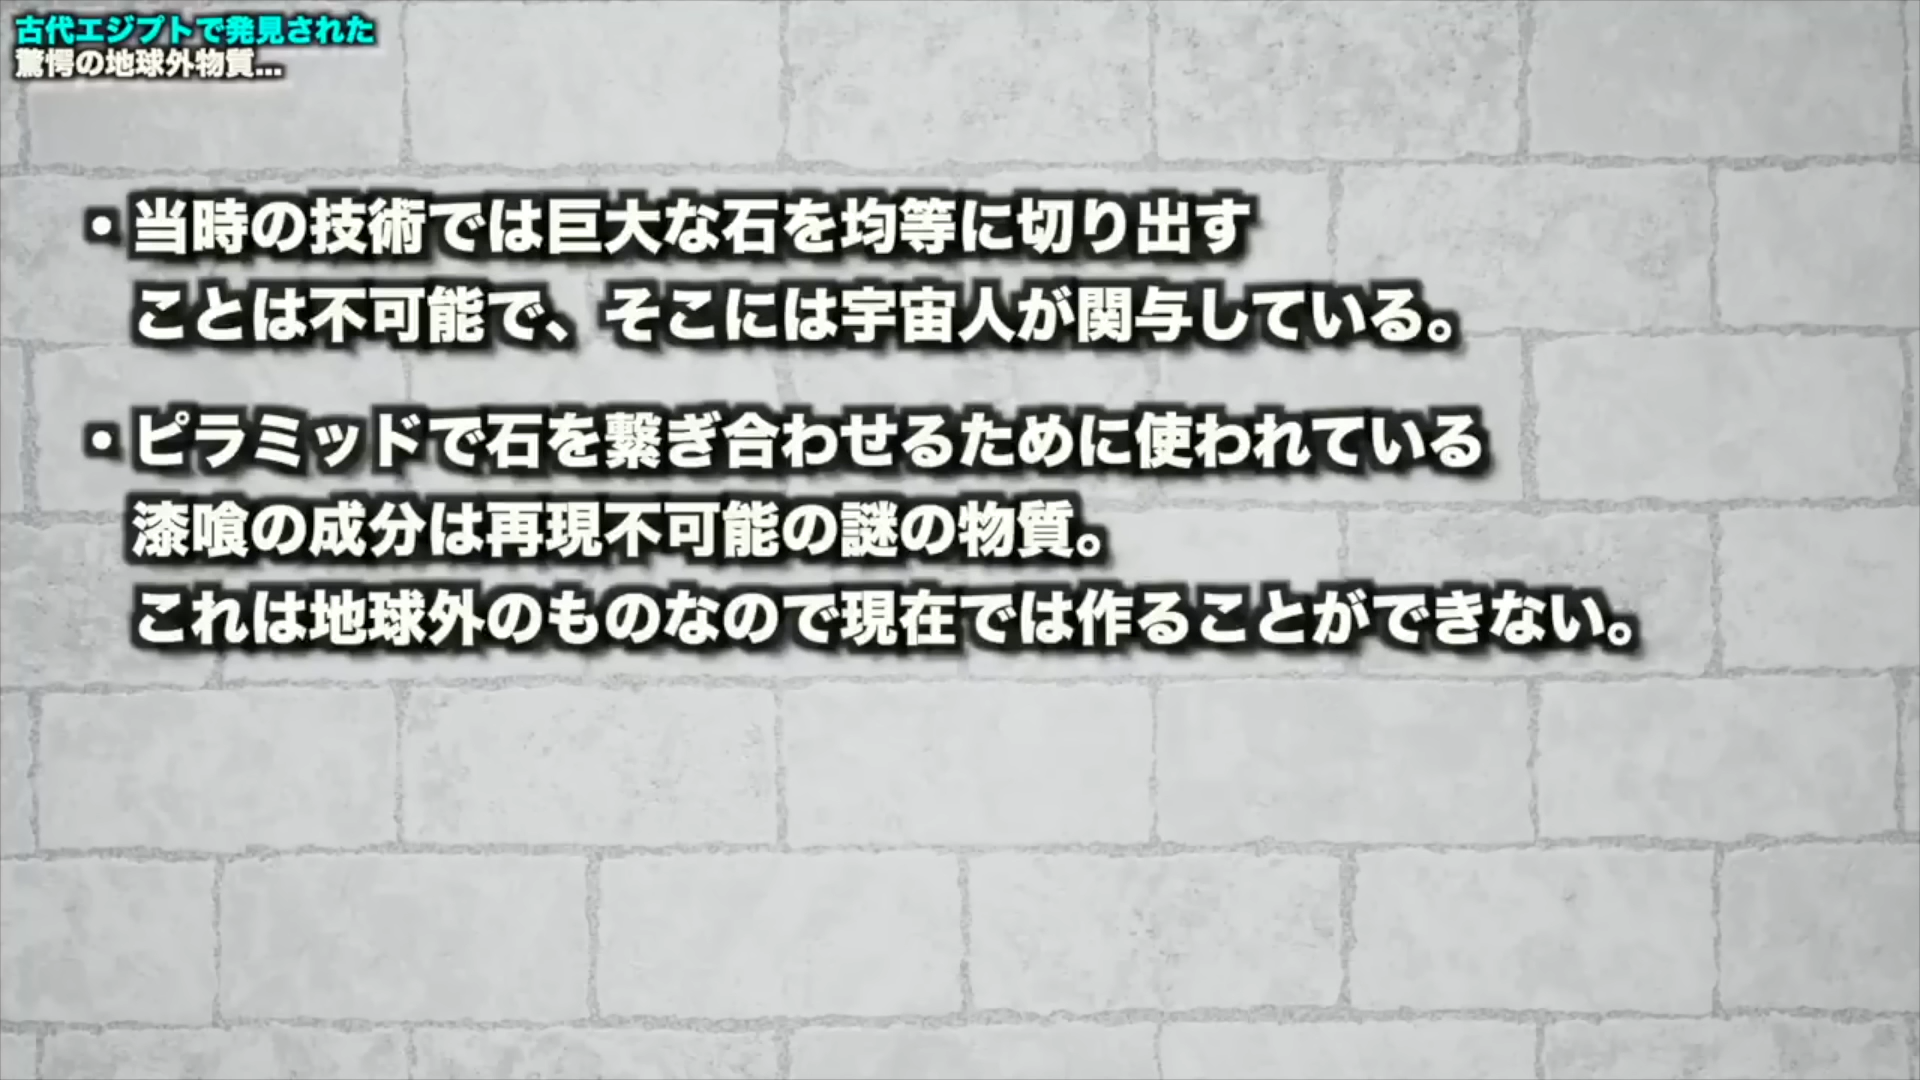 古代エジプトで発見された
驚愕の地球外物質...
・当時の技術では巨大な石を均等に切り出す
ことは不可能で、そこには宇宙人が関与している。
・ピラミッドで石を繋ぎ合わせるために使われている
漆喰の成分は再現不可能の謎の物質。
これは地球外のものなので現在では作ることができない。